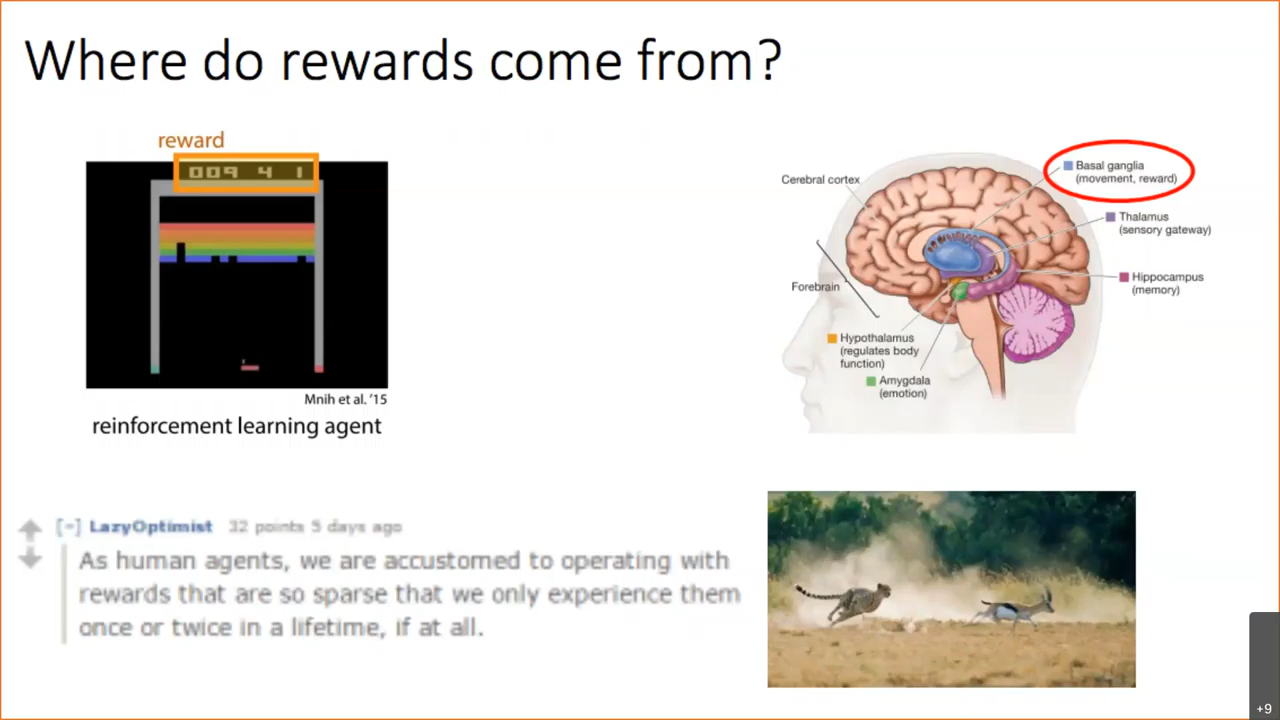 Where do rewards come from?
reward
009 4 1
Mnih et al. '15
reinforcement learning agent
Cerebral cortex
Forebrain
Hypothalamus
(regulates body
function)
Amygdala
(emotion)
Basal ganglia
(movement, reward)
Thalamus
(sensory gateway)
Hippocampus
(memory)
[-] LazyOptimist 32 points 5 days ago
As human agents, we are accustomed to operating with
rewards that are so sparse that we only experience them
once or twice in a lifetime, if at all.
+9